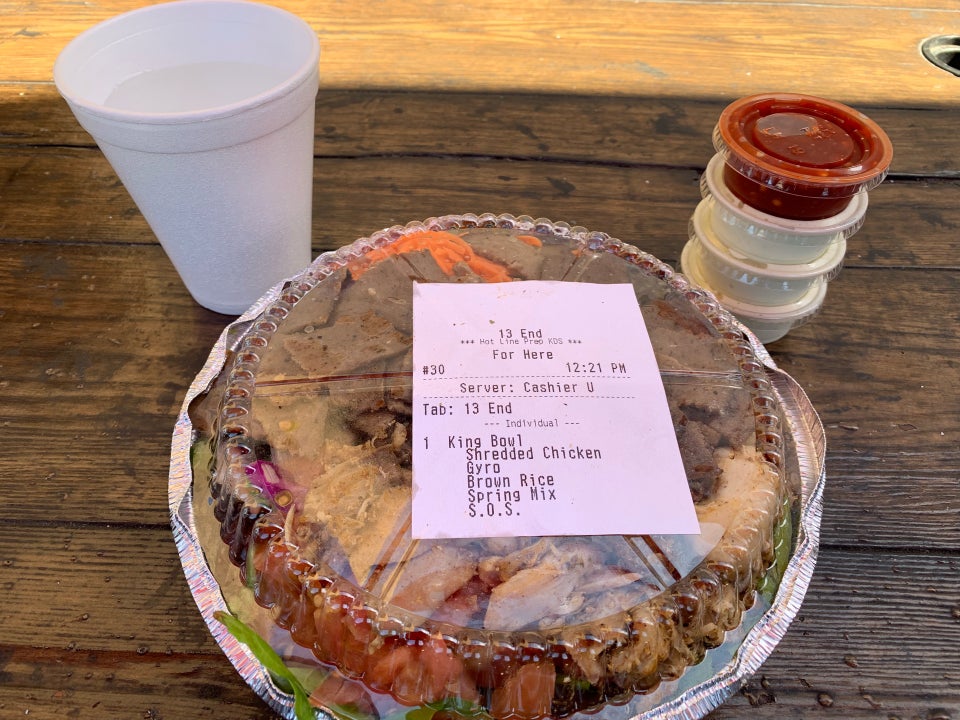 13 End
*** Hot Line Prep KDS ***
For Here
#30 12:21 PM
Server: Cashier U
Tab: 13 End
--- Individual ---
1 King Bowl
Shredded Chicken
Gyro
Brown Rice
Spring Mix
S.O.S.